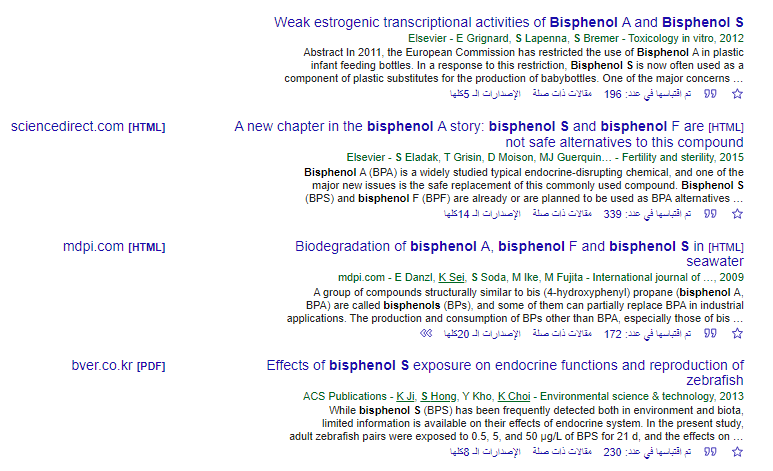 Weak estrogenic transcriptional activities of Bisphenol A and Bisphenol S
Elsevier - E Grignard, S Lapenna, S Bremer - Toxicology in vitro, 2012
Abstract In 2011, the European Commission has restricted the use of Bisphenol A in plastic
infant feeding bottles. In a response to this restriction, Bisphenol S is now often used as a
component of plastic substitutes for the production of babybottles. One of the major concerns …
تم اقتباسها في عدد: 196 مقالات ذات صلة الإصدارات الـ 5كلها
sciencedirect.com [HTML]
[HTML] A new chapter in the bisphenol A story: bisphenol S and bisphenol F are
not safe alternatives to this compound
Elsevier - S Eladak, T Grisin, D Moison, MJ Guerquin… - Fertility and sterility, 2015
Bisphenol A (BPA) is a widely studied typical endocrine-disrupting chemical, and one of the
major new issues is the safe replacement of this commonly used compound. Bisphenol S
(BPS) and bisphenol F (BPF) are already or are planned to be used as BPA alternatives …
تم اقتباسها في عدد: 339 مقالات ذات صلة الإصدارات الـ 14كلها
mdpi.com [HTML]
[HTML] Biodegradation of bisphenol A, bisphenol F and bisphenol S in
seawater
mdpi.com - E Danzl, K Sei, S Soda, M Ike, M Fujita - International journal of …, 2009
A group of compounds structurally similar to bis (4-hydroxyphenyl) propane (bisphenol A,
BPA) are called bisphenols (BPs), and some of them can partially replace BPA in industrial
applications. The production and consumption of BPs other than BPA, especially those of bis …
تم اقتباسها في عدد: 172 مقالات ذات صلة الإصدارات الـ 20كلها
bver.co.kr [PDF]
Effects of bisphenol S exposure on endocrine functions and reproduction of
zebrafish
ACS Publications - K Ji, S Hong, Y Kho, K Choi - Environmental science & technology, 2013
While bisphenol S (BPS) has been frequently detected both in environment and biota,
limited information is available on their effects of endocrine system. In the present study,
adult zebrafish pairs were exposed to 0.5, 5, and 50 μg/L of BPS for 21 d, and the effects on …
تم اقتباسها في عدد: 230 مقالات ذات صلة الإصدارات الـ 8كلها